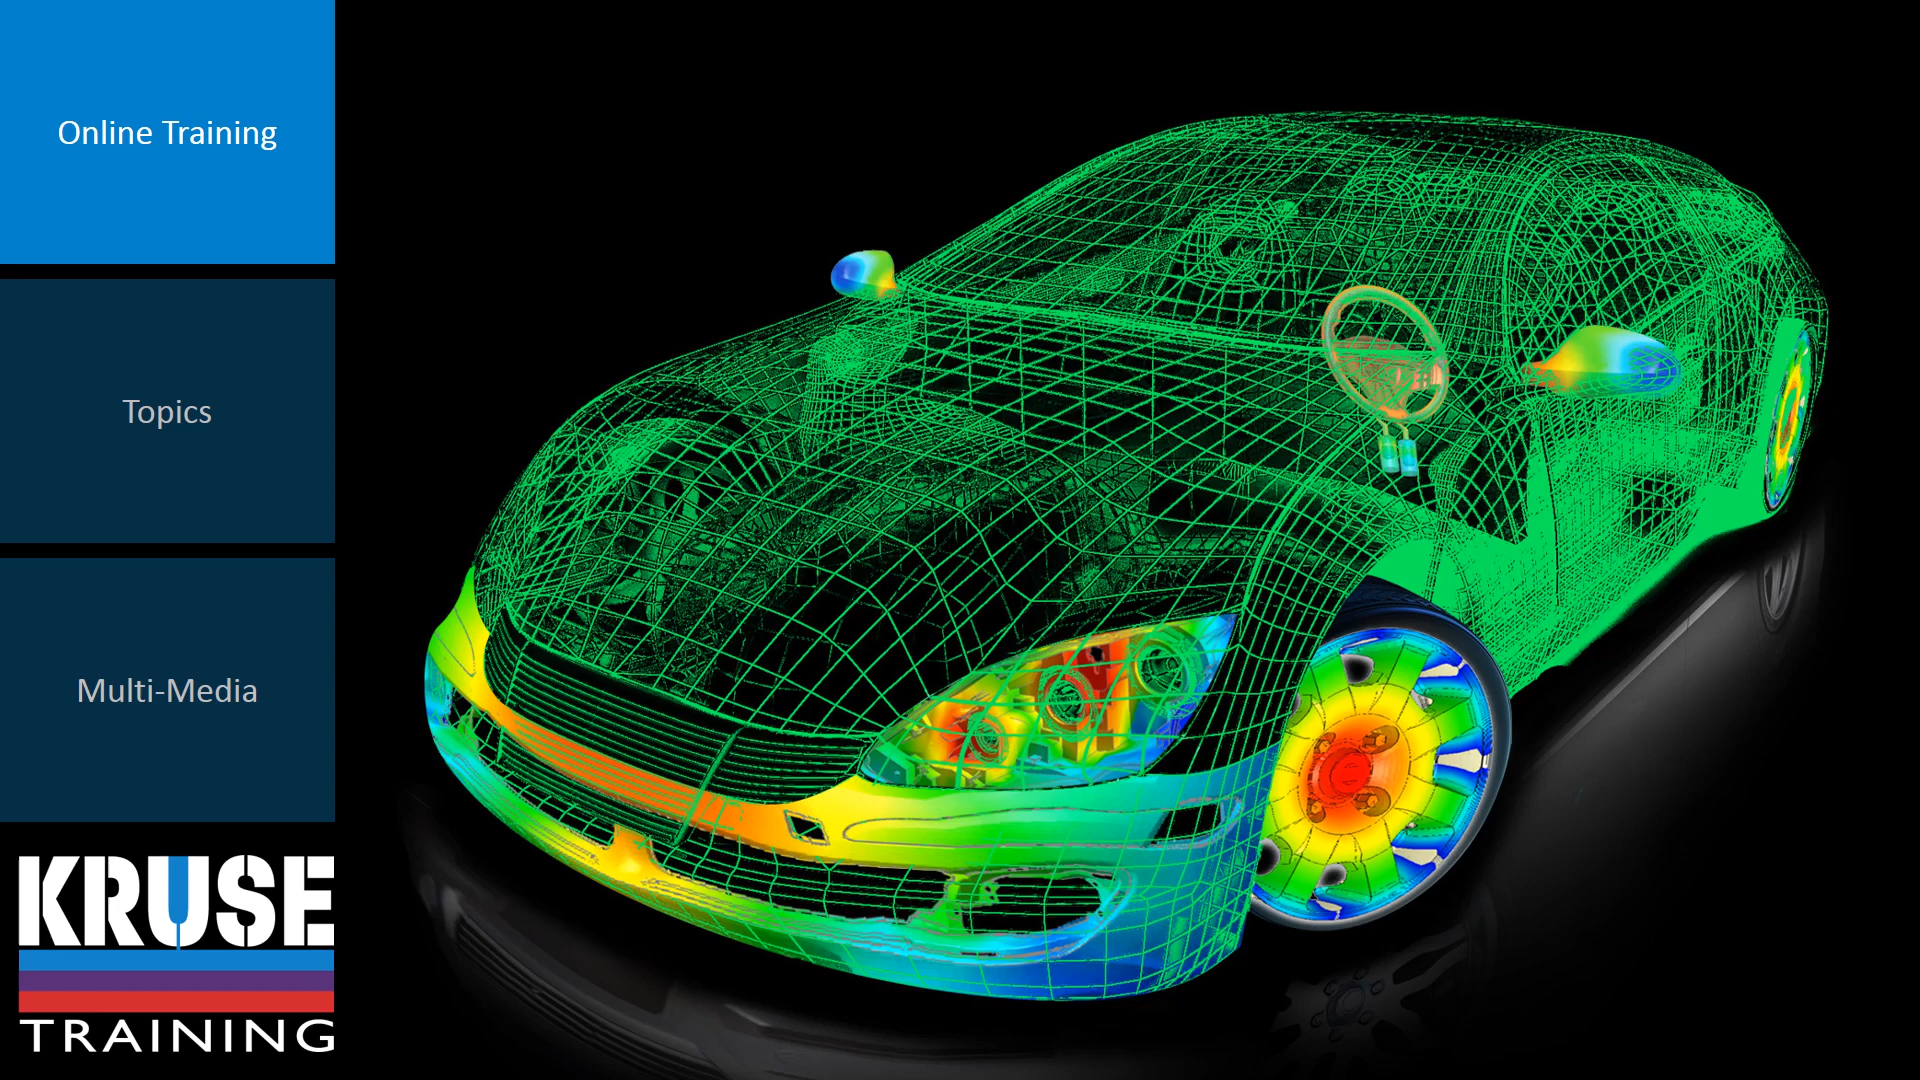 Online Training
Topics
Multi-Media
KRUSE
TRAINING